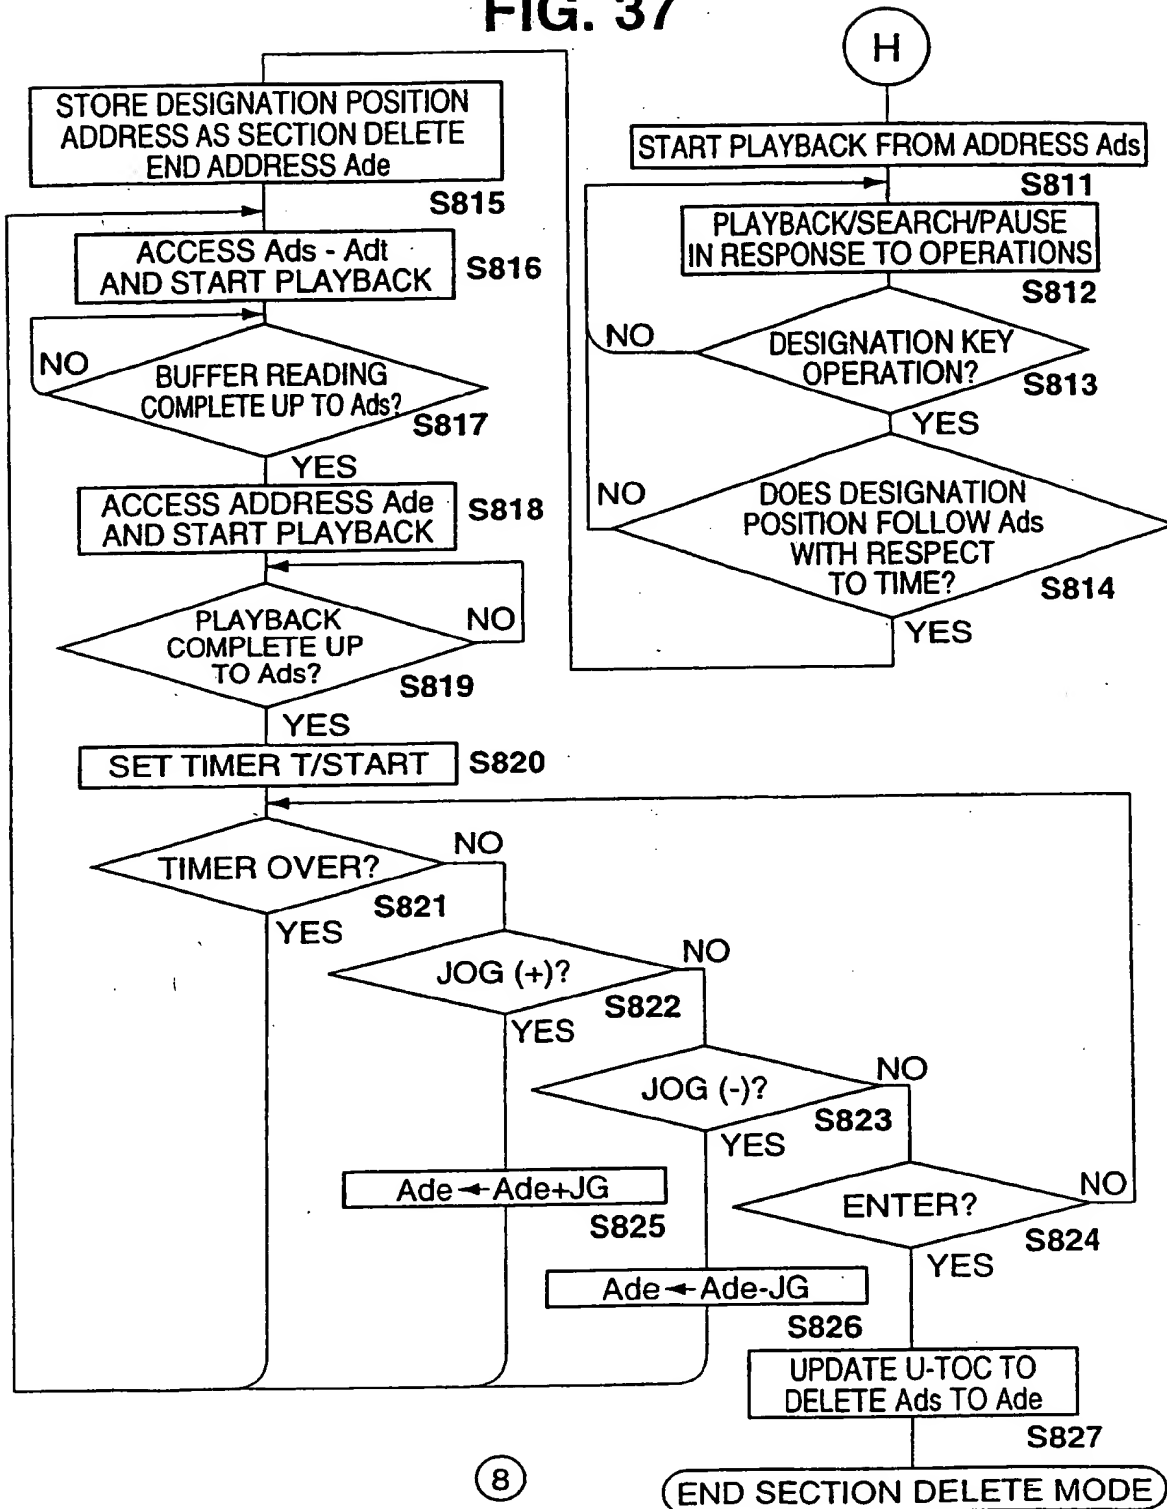 FIG. 37
H
START PLAYBACK FROM ADDRESS Ads
S811
PLAYBACK/SEARCH/PAUSE
IN RESPONSE TO OPERATIONS
S812
NO
DESIGNATION KEY
OPERATION?
S813
YES
NO
DOES DESIGNATION
POSITION FOLLOW Ads
WITH RESPECT
TO TIME?
S814
YES
STORE DESIGNATION POSITION
ADDRESS AS SECTION DELETE
END ADDRESS Ade
S815
ACCESS Ads - Adt
AND START PLAYBACK
S816
NO
BUFFER READING
COMPLETE UP TO Ads?
S817
YES
ACCESS ADDRESS Ade
AND START PLAYBACK
S818
PLAYBACK
COMPLETE UP
TO Ads?
NO
S819
YES
SET TIMER T/START
S820
TIMER OVER?
NO
S821
YES
JOG (+)?
NO
S822
YES
JOG (-)?
NO
S823
YES
Ade←Ade+JG
S825
ENTER?
NO
S824
YES
Ade←Ade-JG
S826
UPDATE U-TOC TO
DELETE Ads TO Ade
S827
8
END SECTION DELETE MODE